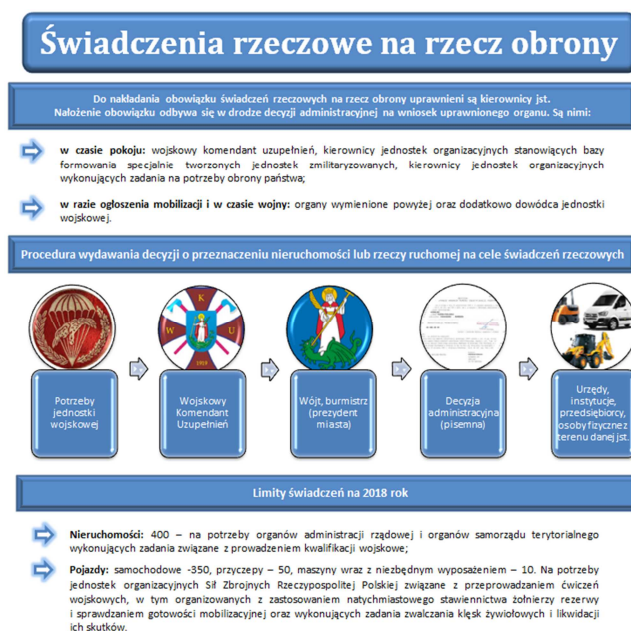 Świadczenia rzeczowe na rzecz obrony
Do nakładania obowiązku świadczeń rzeczowych na rzecz obrony uprawnieni są kierownicy jst.
Nałożenie obowiązku odbywa się w drodze decyzji administracyjnej na wniosek uprawnionego organu. Są nimi:
w czasie pokoju: wojskowy komendant uzupełnień, kierownicy jednostek organizacyjnych stanowiących bazy
formowania specjalnie tworzonych jednostek zmilitaryzowanych, kierownicy jednostek organizacyjnych
wykonujących zadania na potrzeby obrony państwa;
w razie ogłoszenia mobilizacji i w czasie wojny: organy wymienione powyżej oraz dodatkowo dowódca jednostki
wojskowej.
Procedura wydawania decyzji o przeznaczeniu nieruchomości lub rzeczy ruchomej na cele świadczeń rzeczowych
K
W U
1919
Potrzeby
jednostki
wojskowej
Wojskowy
Komendant
Uzupełnień
Wójt, burmistrz
(prezydent
miasta)
Decyzja
administracyjna
(pisemna)
Urzędy,
instytucje,
przedsiębiorcy,
osoby fizyczne z
terenu danej jst.
Limity świadczeń na 2018 rok
Nieruchomości: 400 – na potrzeby organów administracji rządowej i organów samorządu terytorialnego
wykonujących zadania związane z prowadzeniem kwalifikacji wojskowe;
Pojazdy: samochodowe -350, przyczepy – 50, maszyny wraz z niezbędnym wyposażeniem – 10. Na potrzeby
jednostek organizacyjnych Sił Zbrojnych Rzeczypospolitej Polskiej związane z przeprowadzaniem ćwiczeń
wojskowych, w tym organizowanych z zastosowaniem natychmiastowego stawiennictwa żołnierzy rezerwy
i sprawdzaniem gotowości mobilizacyjnej oraz wykonujących zadania zwalczania klęsk żywiołowych i likwidacji
ich skutków.